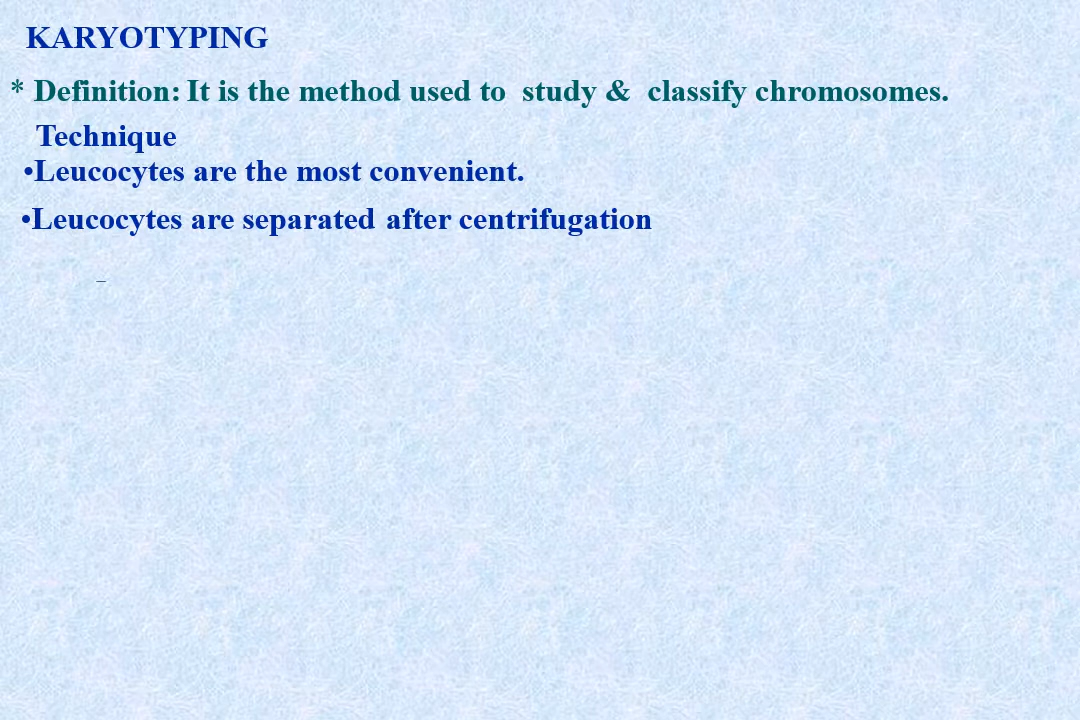 KARYOTYPING
* Definition: It is the method used to study & classify chromosomes.
Technique
•Leucocytes are the most convenient.
•Leucocytes are separated after centrifugation
–